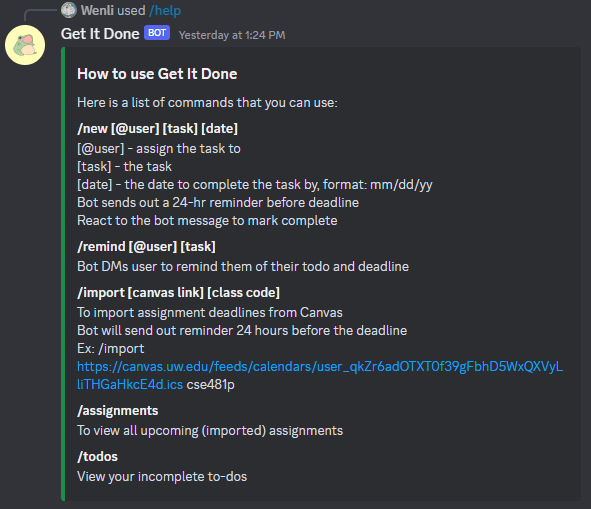 Wenli used /help
Get It Done BOT Yesterday at 1:24 PM
How to use Get It Done
Here is a list of commands that you can use:
/new [@user] [task] [date]
[@user] - assign the task to
[task] - the task
[date] - the date to complete the task by, format: mm/dd/yy
Bot sends out a 24-hr reminder before deadline
React to the bot message to mark complete
/remind [@user] [task]
Bot DMs user to remind them of their todo and deadline
/import [canvas link] [class code]
To import assignment deadlines from Canvas
Bot will send out reminder 24 hours before the deadline
Ex: /import
https://canvas.uw.edu/feeds/calendars/user_qkZr6adOTXT0f39gFbhD5WxQXVyL
liTHGaHkcE4d.ics cse481p
/assignments
To view all upcoming (imported) assignments
/todos
View your incomplete to-dos